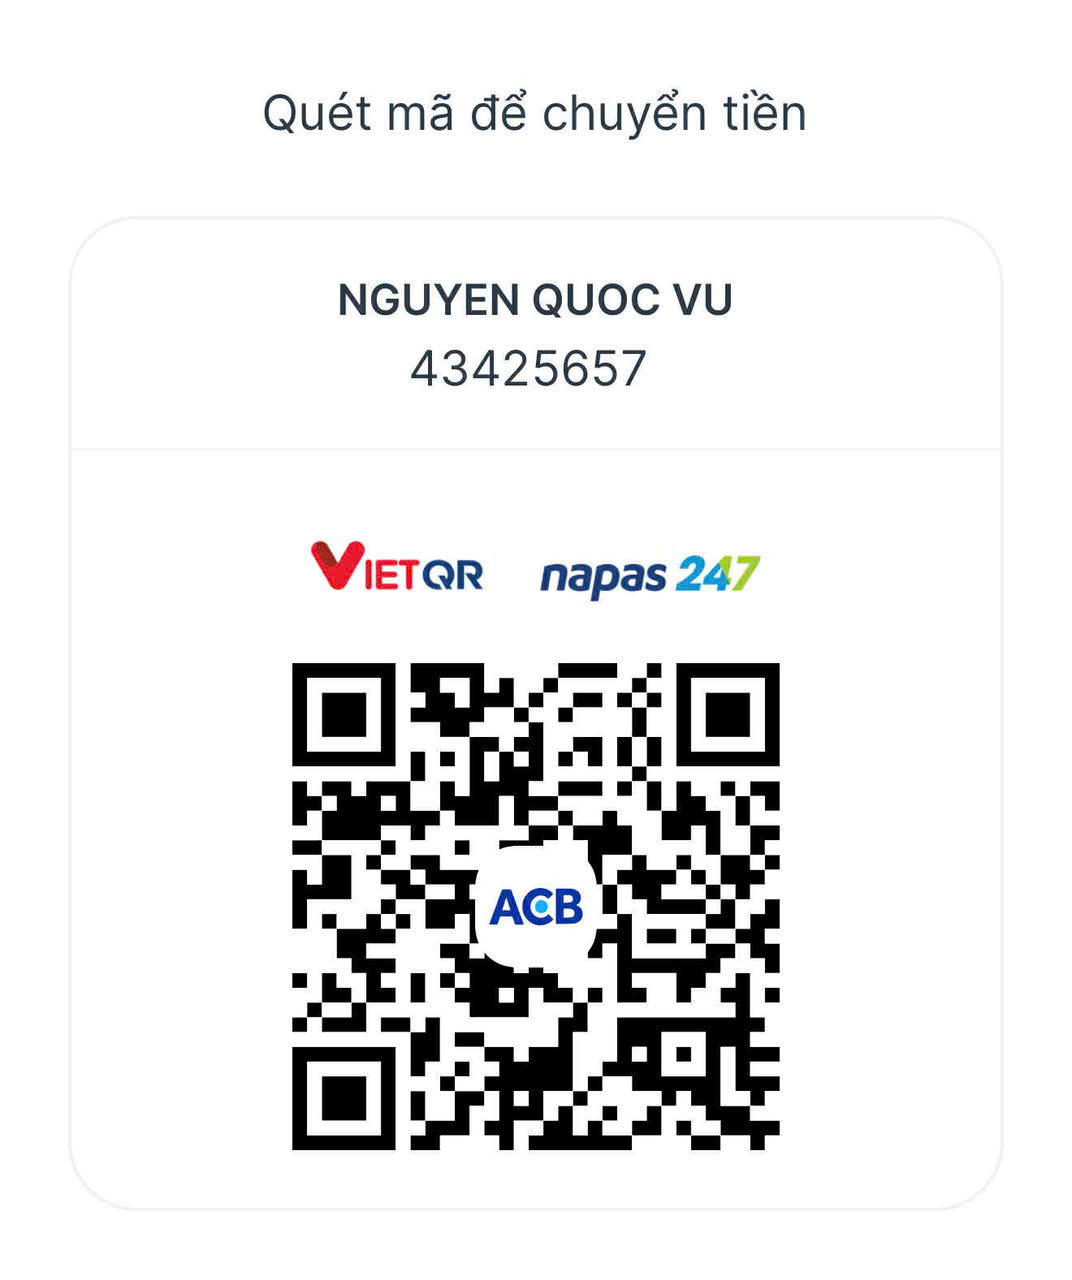 Quét mã để chuyển tiền
NGUYEN QUOC VU
43425657
VIETQR napas 247
ACB